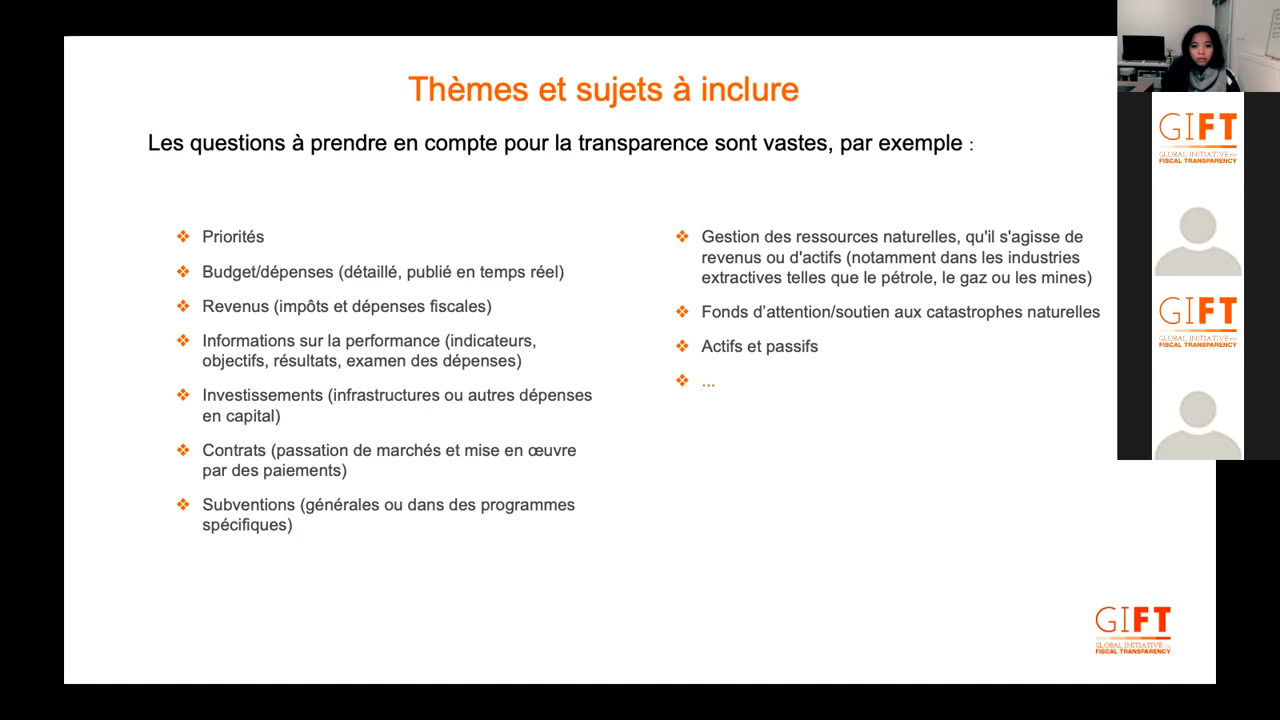 Thèmes et sujets à inclure
Les questions à prendre en compte pour la transparence sont vastes, par exemple :
Priorités
Budget/dépenses (détaillé, publié en temps réel)
Revenus (impôts et dépenses fiscales)
Informations sur la performance (indicateurs,
objectifs, résultats, examen des dépenses)
Investissements (infrastructures ou autres dépenses
en capital)
Contrats (passation de marchés et mise en œuvre
par des paiements)
Subventions (générales ou dans des programmes
spécifiques)
Gestion des ressources naturelles, qu'il s'agisse de
revenus ou d'actifs (notamment dans les industries
extractives telles que le pétrole, le gaz ou les mines)
Fonds d’attention/soutien aux catastrophes naturelles
Actifs et passifs
...
GIFT
GLOBAL INITIATIVE FOR
FISCAL TRANSPARENCY
GIFT
GLOBAL INITIATIVE FOR
FISCAL TRANSPARENCY
GIFT
GLOBAL INITIATIVE FOR
FISCAL TRANSPARENCY